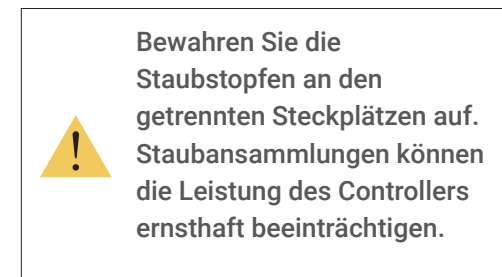 Bewahren Sie die
Staubstopfen an den
getrennten Steckplätzen auf.
Staubansammlungen können
die Leistung des Controllers
ernsthaft beeinträchtigen.